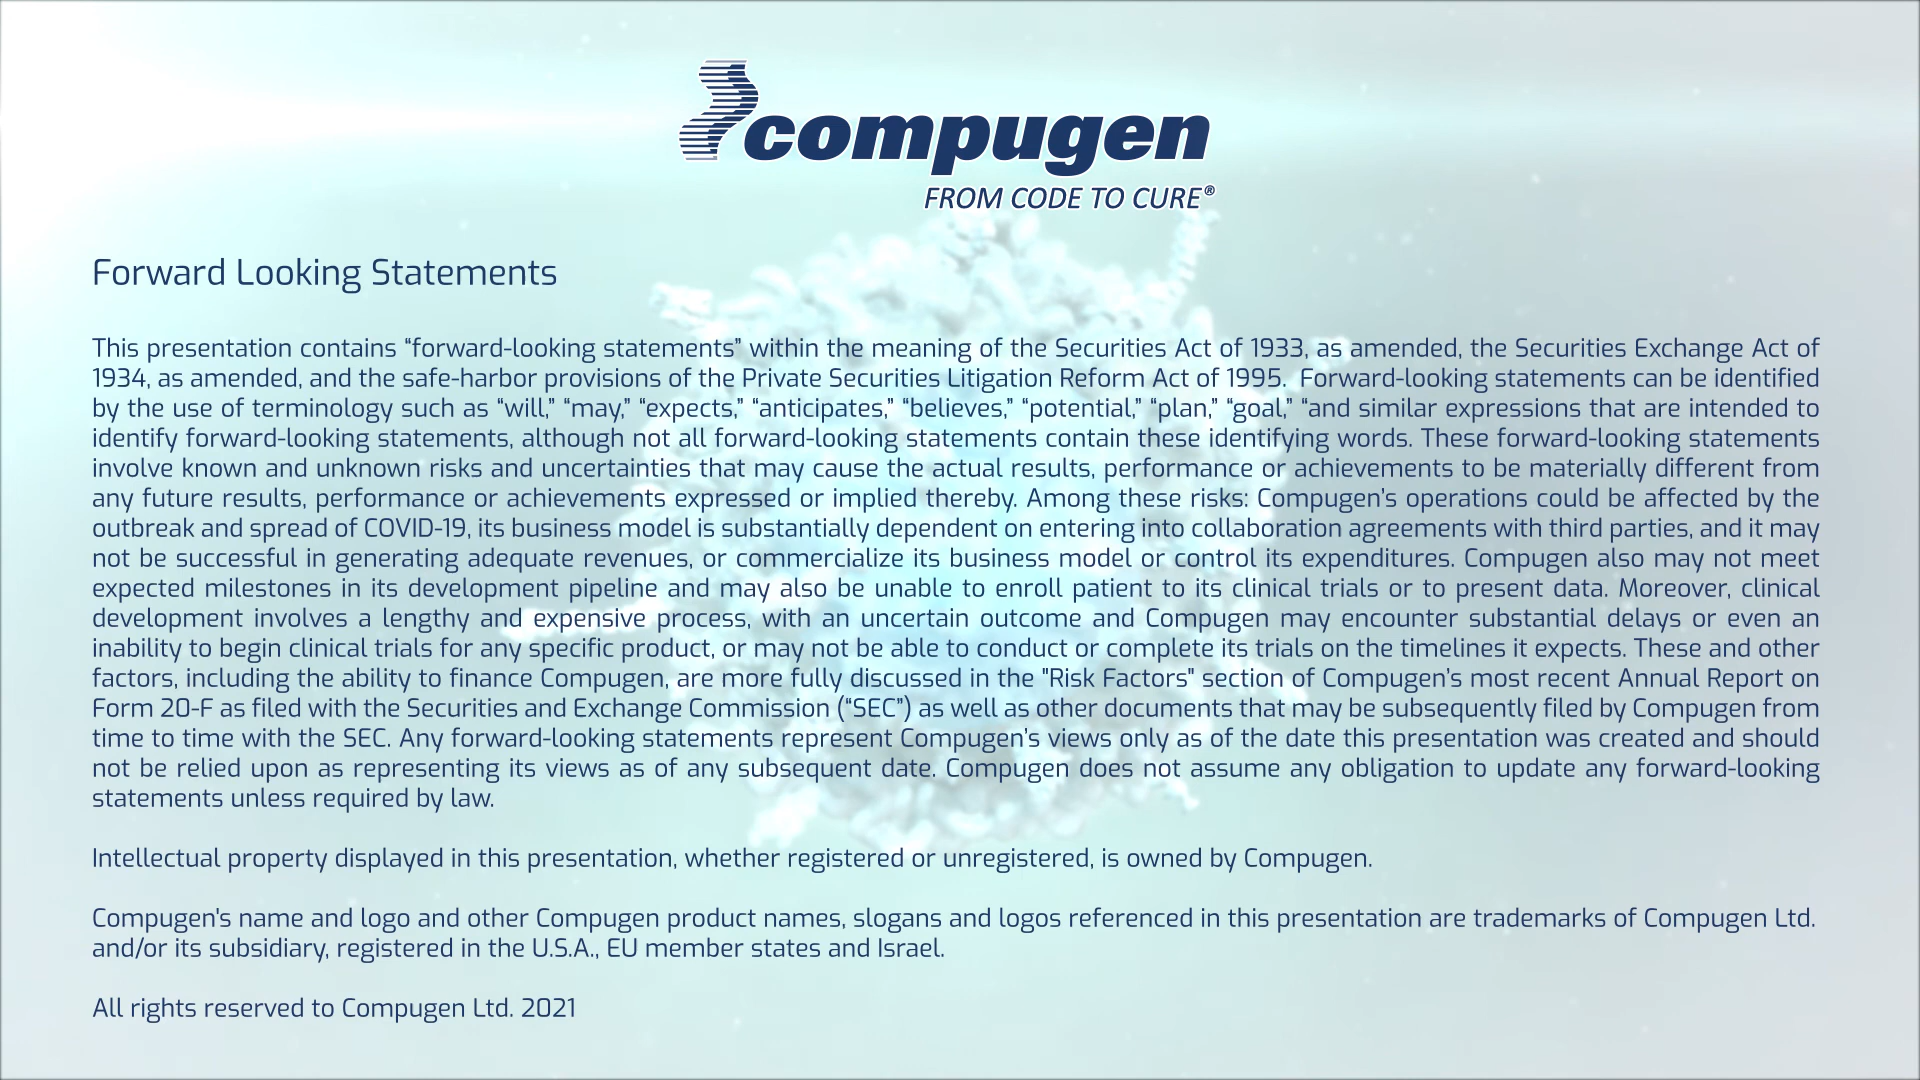 compugen
FROM CODE TO CURE®
Forward Looking Statements
This presentation contains “forward-looking statements” within the meaning of the Securities Act of 1933, as amended, the Securities Exchange Act of
1934, as amended, and the safe-harbor provisions of the Private Securities Litigation Reform Act of 1995.  Forward-looking statements can be identified
by the use of terminology such as “will,” “may,” “expects,” “anticipates,” “believes,” “potential,” “plan,” “goal,” “and similar expressions that are intended to
identify forward-looking statements, although not all forward-looking statements contain these identifying words. These forward-looking statements
involve known and unknown risks and uncertainties that may cause the actual results, performance or achievements to be materially different from
any future results, performance or achievements expressed or implied thereby. Among these risks: Compugen’s operations could be affected by the
outbreak and spread of COVID-19, its business model is substantially dependent on entering into collaboration agreements with third parties, and it may
not be successful in generating adequate revenues, or commercialize its business model or control its expenditures. Compugen also may not meet
expected milestones in its development pipeline and may also be unable to enroll patient to its clinical trials or to present data. Moreover, clinical
development involves a lengthy and expensive process, with an uncertain outcome and Compugen may encounter substantial delays or even an
inability to begin clinical trials for any specific product, or may not be able to conduct or complete its trials on the timelines it expects. These and other
factors, including the ability to finance Compugen, are more fully discussed in the "Risk Factors" section of Compugen’s most recent Annual Report on
Form 20-F as filed with the Securities and Exchange Commission (“SEC”) as well as other documents that may be subsequently filed by Compugen from
time to time with the SEC. Any forward-looking statements represent Compugen’s views only as of the date this presentation was created and should
not be relied upon as representing its views as of any subsequent date. Compugen does not assume any obligation to update any forward-looking
statements unless required by law.
Intellectual property displayed in this presentation, whether registered or unregistered, is owned by Compugen.
Compugen's name and logo and other Compugen product names, slogans and logos referenced in this presentation are trademarks of Compugen Ltd.
and/or its subsidiary, registered in the U.S.A., EU member states and Israel.
All rights reserved to Compugen Ltd. 2021